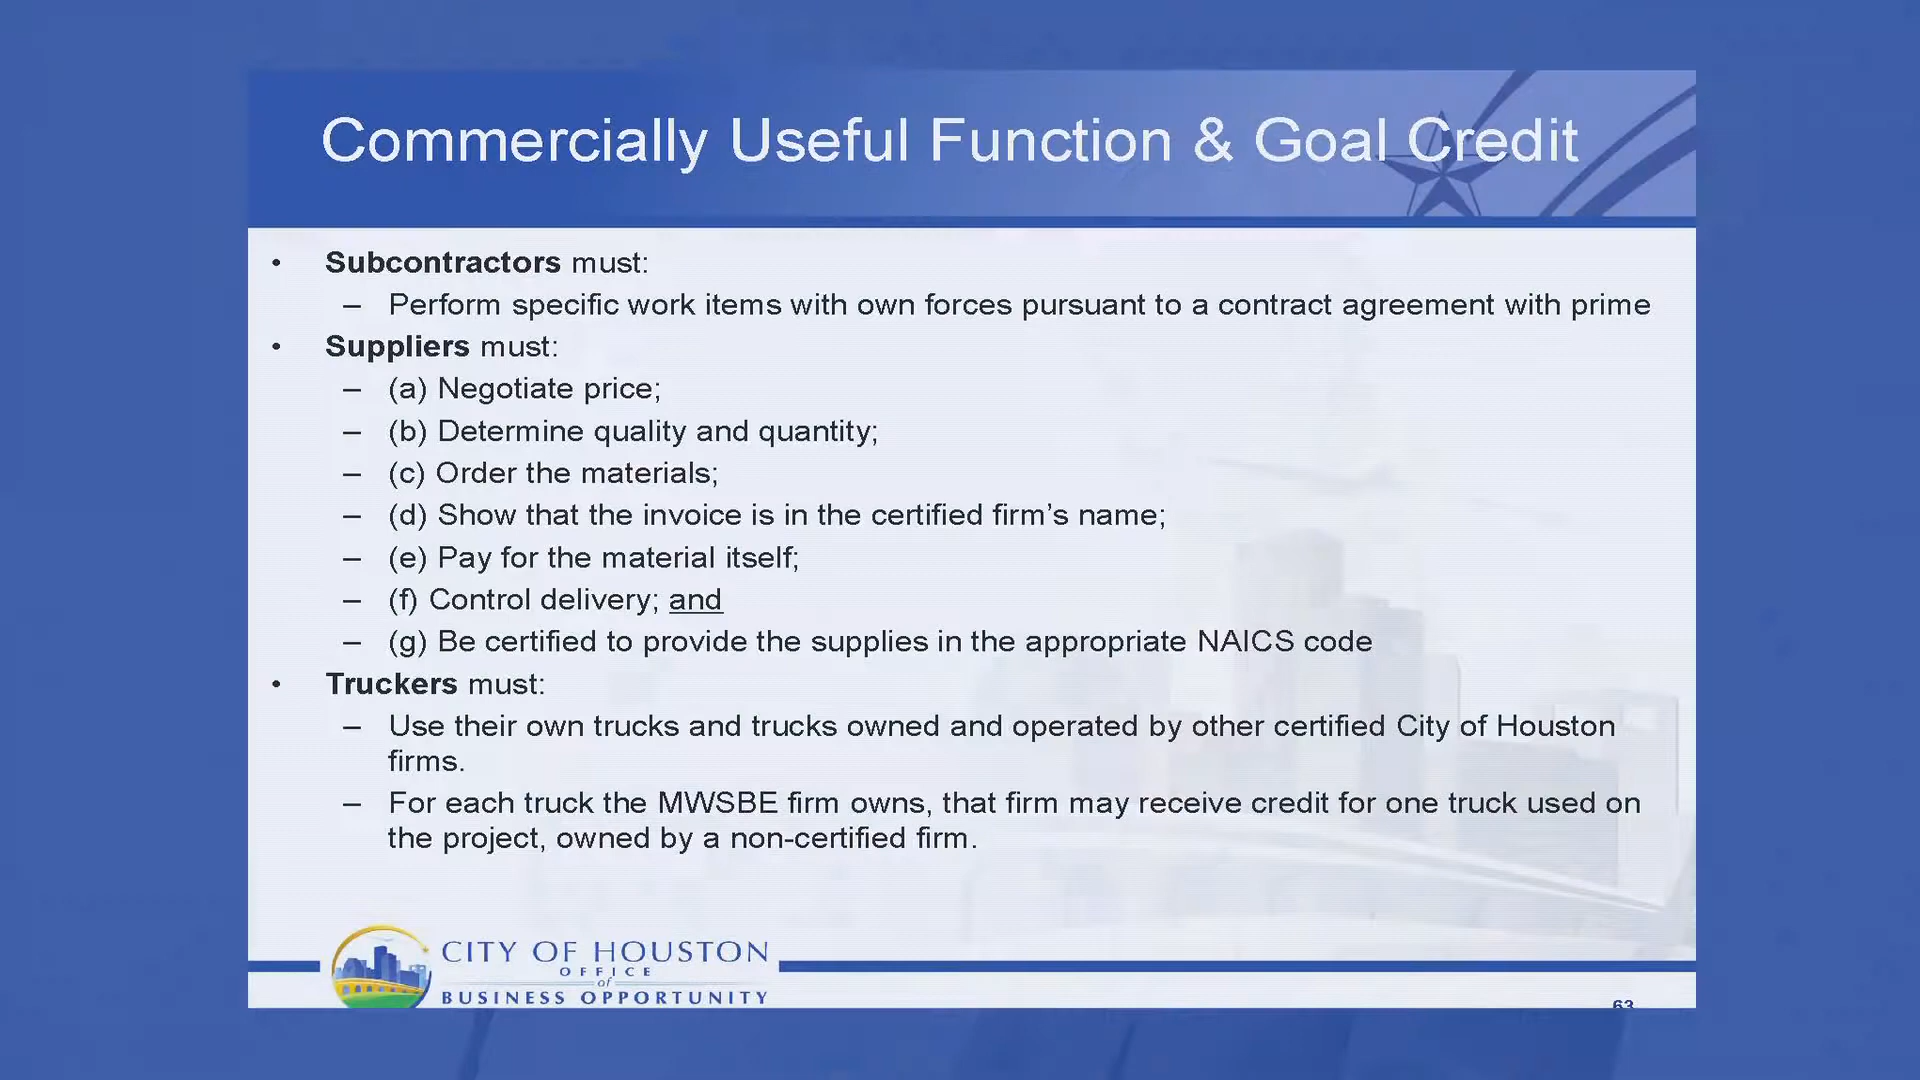 Commercially Useful Function & Goal Credit
• Subcontractors must:
– Perform specific work items with own forces pursuant to a contract agreement with prime
• Suppliers must:
– (a) Negotiate price;
– (b) Determine quality and quantity;
– (c) Order the materials;
– (d) Show that the invoice is in the certified firm’s name;
– (e) Pay for the material itself;
– (f) Control delivery; and
– (g) Be certified to provide the supplies in the appropriate NAICS code
• Truckers must:
– Use their own trucks and trucks owned and operated by other certified City of Houston
firms.
– For each truck the MWSBE firm owns, that firm may receive credit for one truck used on
the project, owned by a non-certified firm.
CITY OF HOUSTON
OFFICE
of
BUSINESS OPPORTUNITY
63